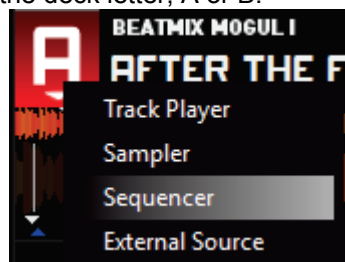 the deck letter, A or B.
A
BEATMIX MOGUL I
AFTER THE F
Track Player
Sampler
Sequencer
External Source